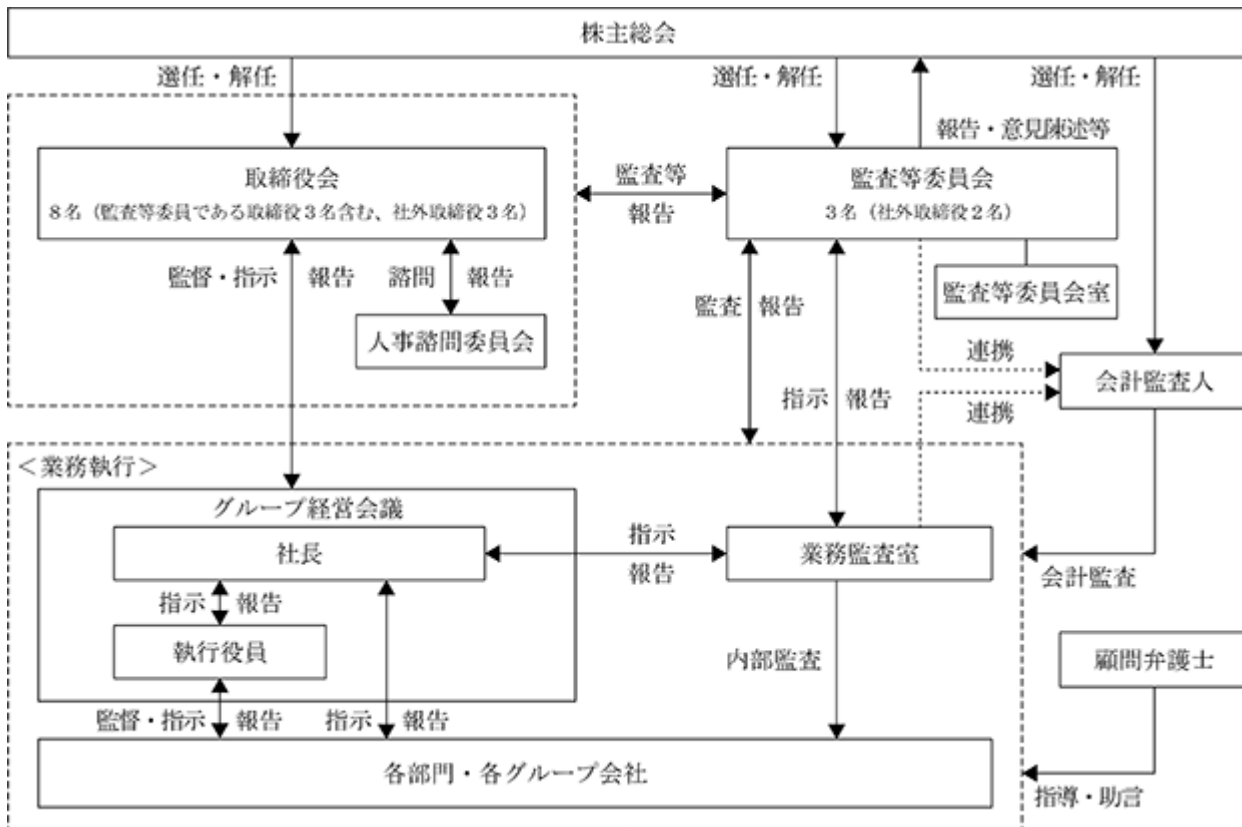 株主総会
選任・解任
選任・解任
選任・解任
報告・意見陳述等
取締役会
8名（監査等委員である取締役3名含む、社外取締役3名）
監査等
報告
監査等委員会
3名（社外取締役2名）
監督・指示
報告
諮問
報告
監査
報告
監査等委員会室
人事諮問委員会
連携
会計監査人
指示
報告
連携
＜業務執行＞
グループ経営会議
社長
指示
報告
業務監査室
会計監査
指示
報告
執行役員
内部監査
顧問弁護士
監督・指示
報告
指示
報告
各部門・各グループ会社
指導・助言